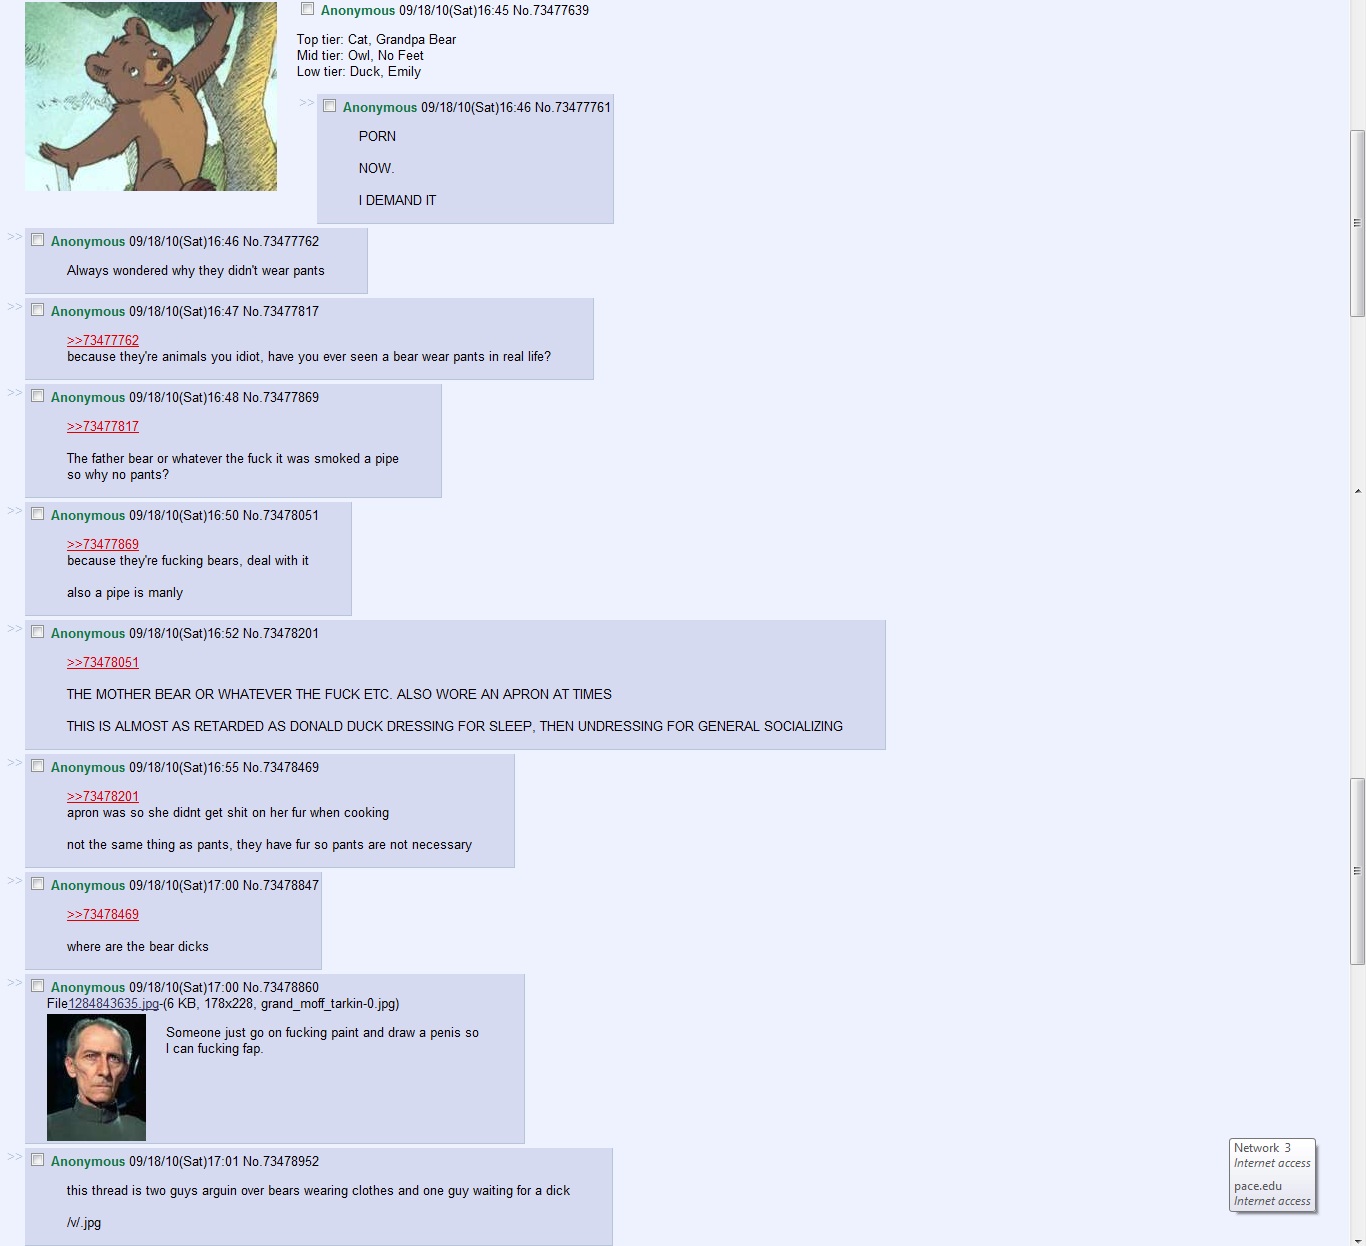 Anonymous 09/18/10(Sat)16:45 No.73477639
Top tier: Cat, Grandpa Bear
Mid tier: Owl, No Feet
Low tier: Duck, Emily
>> Anonymous 09/18/10(Sat)16:46 No.73477761
PORN
NOW.
I DEMAND IT
>> Anonymous 09/18/10(Sat)16:46 No.73477762
Always wondered why they didn't wear pants
>> Anonymous 09/18/10(Sat)16:47 No.73477817
>>73477762
because they're animals you idiot, have you ever seen a bear wear pants in real life?
>> Anonymous 09/18/10(Sat)16:48 No.73477869
>>73477817
The father bear or whatever the fuck it was smoked a pipe
so why no pants?
>> Anonymous 09/18/10(Sat)16:50 No.73478051
>>73477869
because they're fucking bears, deal with it
also a pipe is manly
>> Anonymous 09/18/10(Sat)16:52 No.73478201
>>73478051
THE MOTHER BEAR OR WHATEVER THE FUCK ETC. ALSO WORE AN APRON AT TIMES
THIS IS ALMOST AS RETARDED AS DONALD DUCK DRESSING FOR SLEEP, THEN UNDRESSING FOR GENERAL SOCIALIZING
>> Anonymous 09/18/10(Sat)16:55 No.73478469
>>73478201
apron was so she didnt get shit on her fur when cooking
not the same thing as pants, they have fur so pants are not necessary
>> Anonymous 09/18/10(Sat)17:00 No.73478847
>>73478469
where are the bear dicks
>> Anonymous 09/18/10(Sat)17:00 No.73478860
File1284843635.jpg-(6 KB, 178x228, grand_moff_tarkin-0.jpg)
Someone just go on fucking paint and draw a penis so
I can fucking fap.
>> Anonymous 09/18/10(Sat)17:01 No.73478952
this thread is two guys arguin over bears wearing clothes and one guy waiting for a dick
/v/.jpg
Network 3
Internet access
pace.edu
Internet access